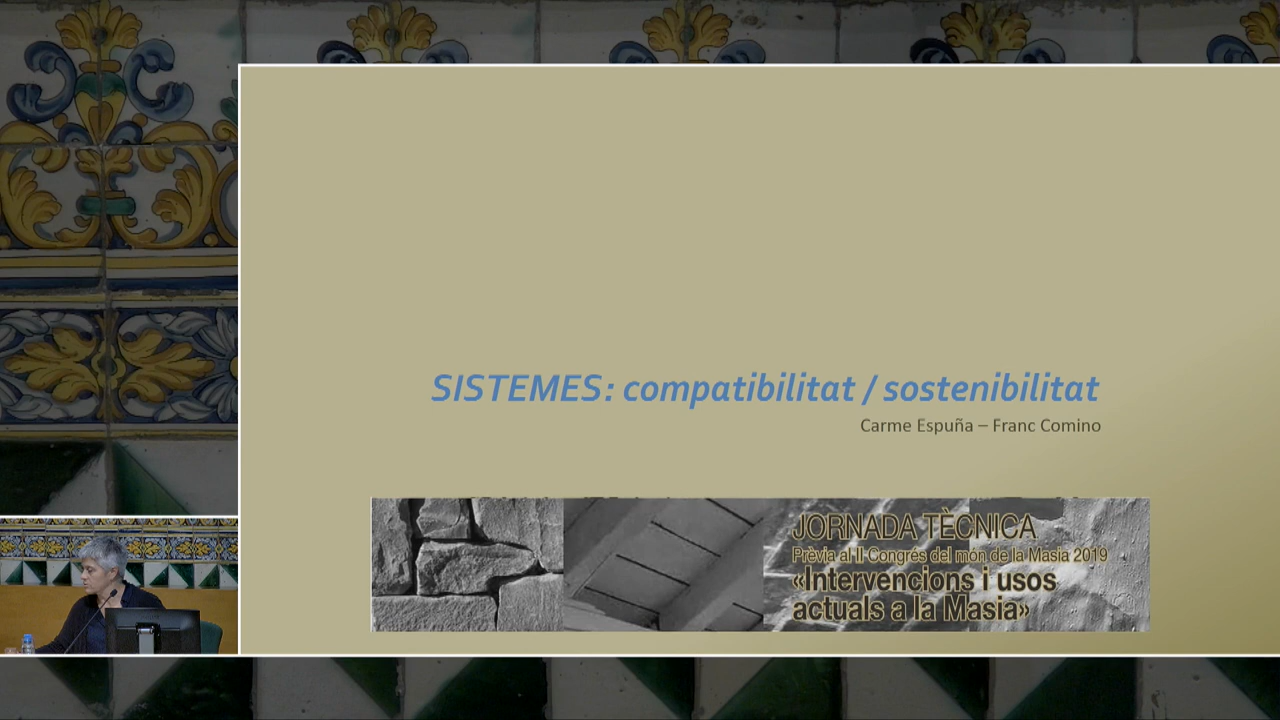 SISTEMES: compatibilitat / sostenibilitat
Carme Espuña – Franc Comino
JORNADA TÈCNICA
Prèvia al II Congrés del món de la Masia 2019
«Intervencions i usos
actuals a la Masia»